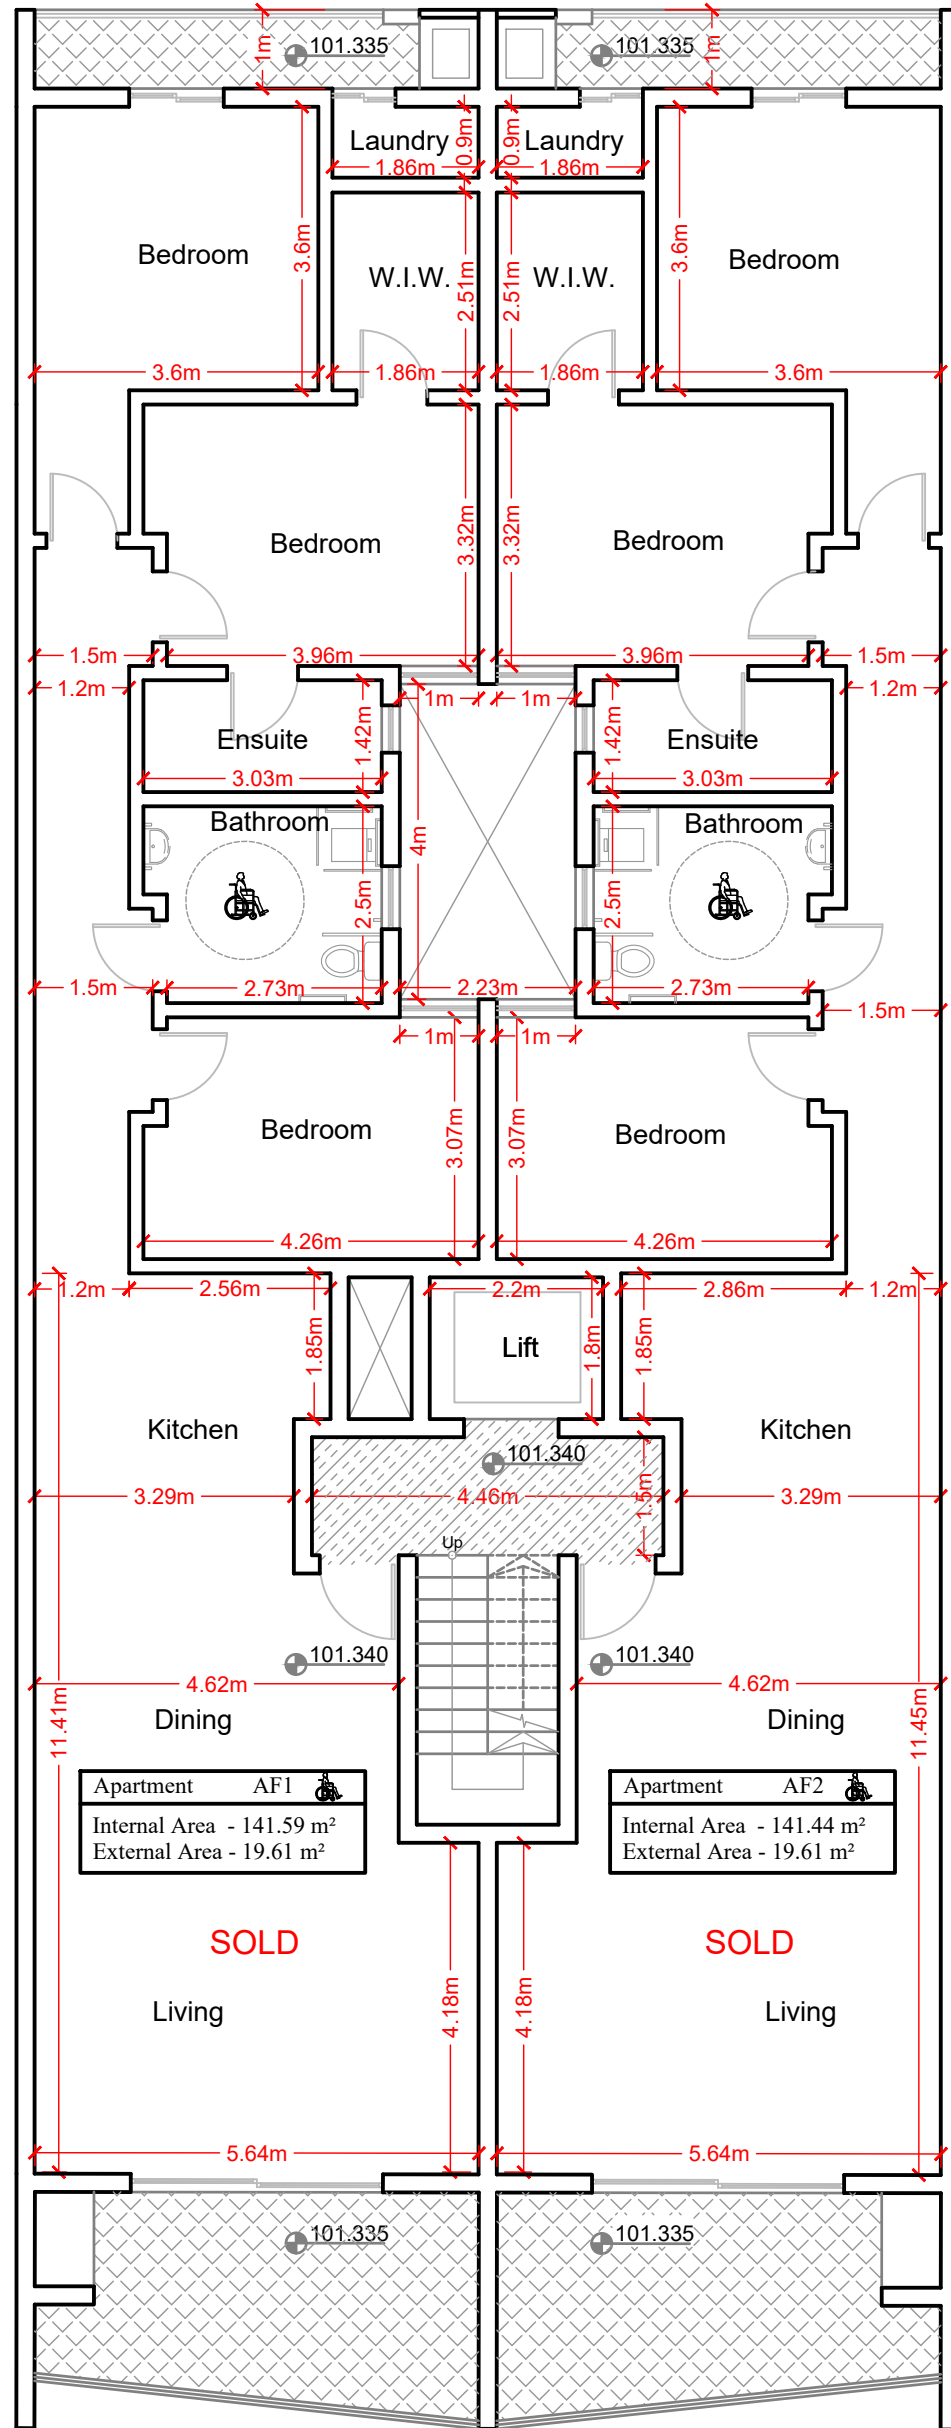 1m 101.335 101.335 1m
Laundry 0.9m 0.9m Laundry
1.86m 1.86m
Bedroom 3.6m W.I.W. 2.51m 2.51m W.I.W. 3.6m Bedroom
3.6m 1.86m 1.86m 3.6m
Bedroom 3.32m 3.32m Bedroom
1.5m 3.96m 3.96m 1.5m
1.2m 1m 1m 1.2m
Ensuite 1.42m 1.42m Ensuite
3.03m 3.03m
Bathroom 4m Bathroom
2.5m 2.5m
1.5m 2.73m 2.23m 2.73m
1.5m
1m 1m
Bedroom 3.07m 3.07m Bedroom
4.26m 4.26m
1.2m 2.56m 2.2m 2.86m 1.2m
1.85m Lift 1.8m 1.85m
Kitchen Kitchen
101.340
3.29m 4.46m 1.5m 3.29m
Up
101.340 101.340
4.62m 4.62m
11.41m Dining Dining 11.45m
Apartment AF1 Apartment AF2
Internal Area - 141.59 m² Internal Area - 141.44 m²
External Area - 19.61 m² External Area - 19.61 m²
SOLD SOLD
Living 4.18m 4.18m Living
5.64m 5.64m
101.335 101.335